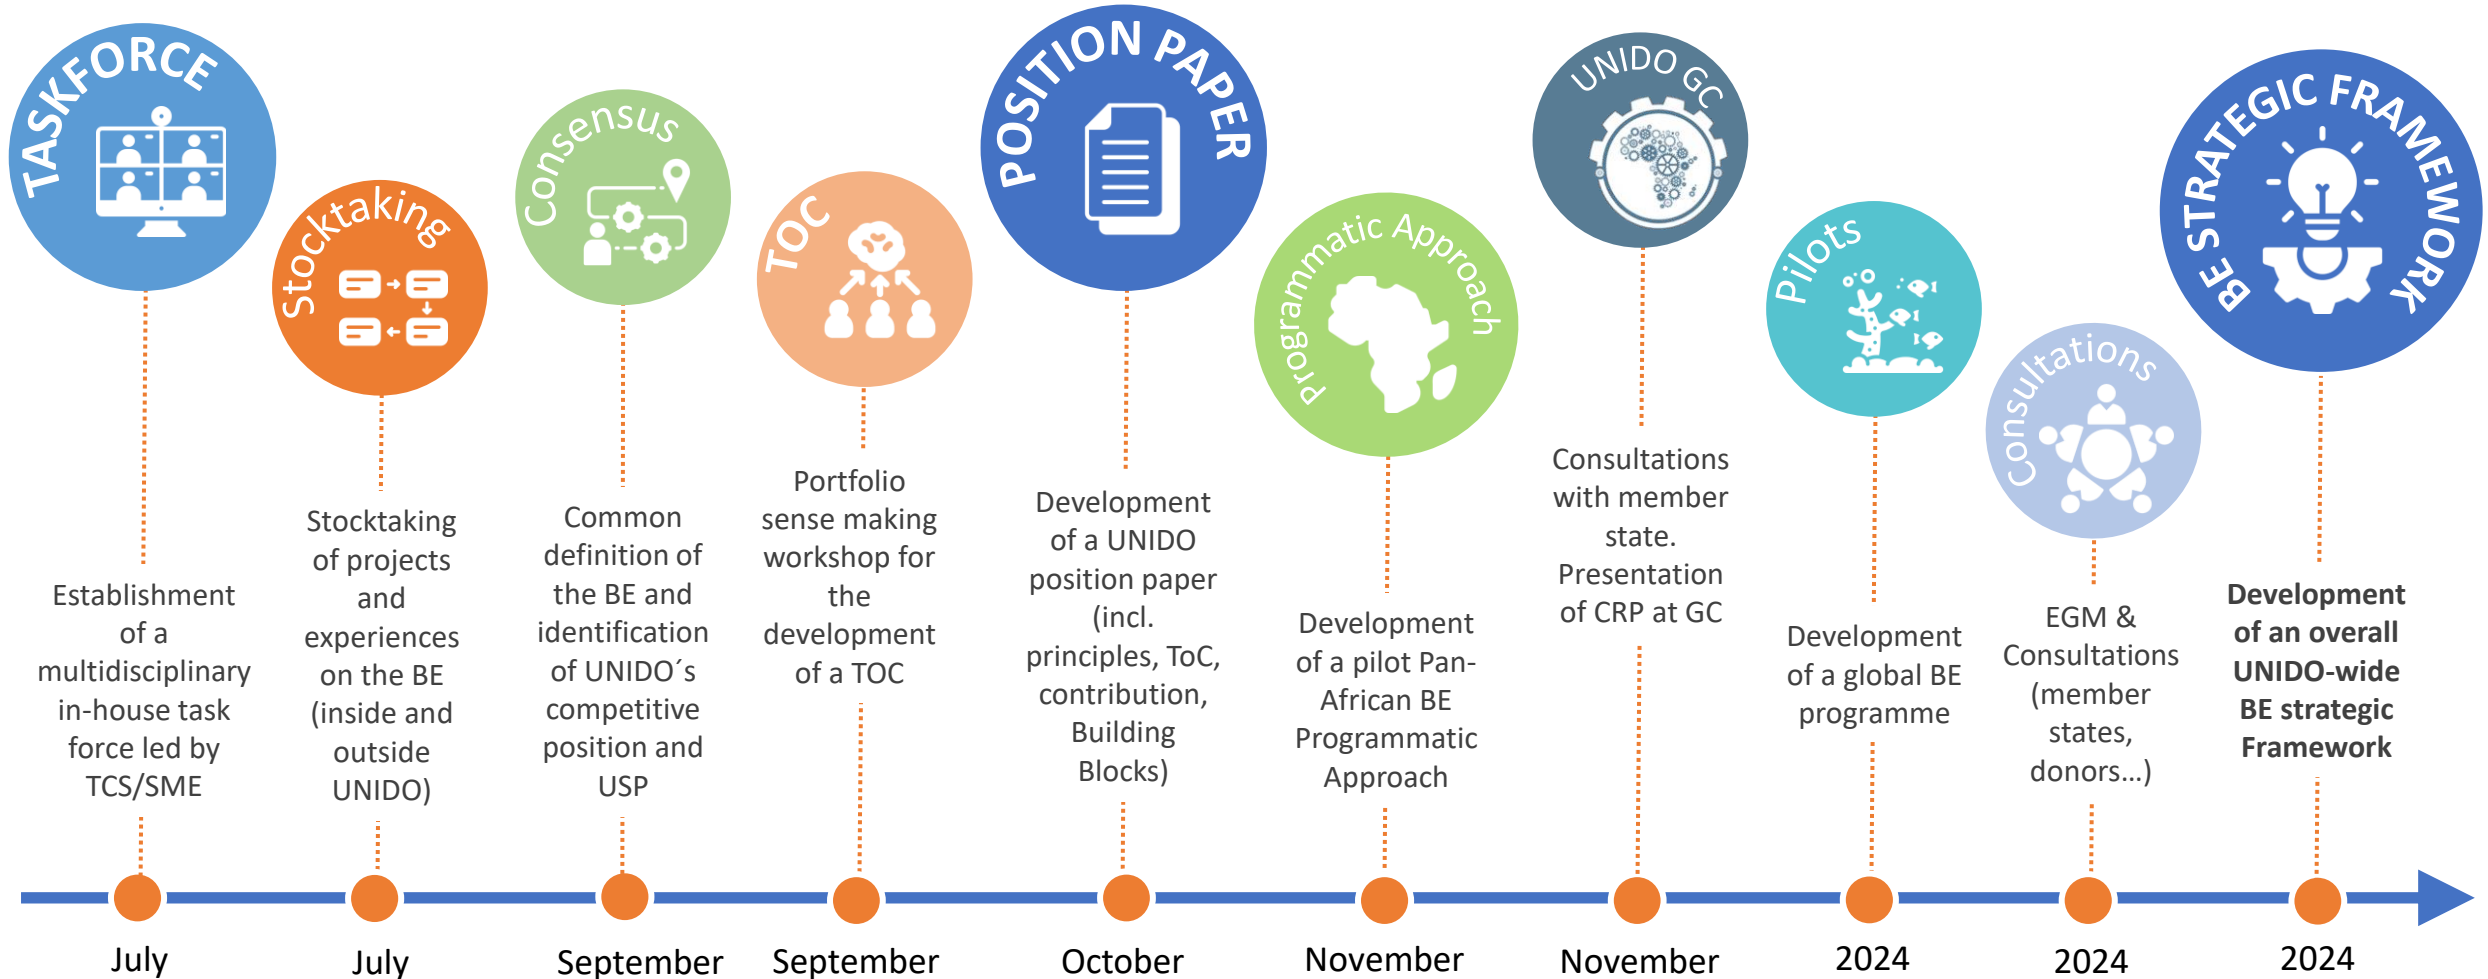 TASKFORCE
Establishment
of a
multidisciplinary
in-house task
force led by
TCS/SME
July
Stocktaking
Stocktaking
of projects
and
experiences
on the BE
(inside and
outside
UNIDO)
July
Consensus
Common
definition of
the BE and
identification
of UNIDO´s
competitive
position and
USP
September
TOC
Portfolio
sense making
workshop for
the
development
of a TOC
September
POSITION PAPER
Development
of a UNIDO
position paper
(incl.
principles, ToC,
contribution,
Building
Blocks)
October
Programmatic Approach
Development
of a pilot Pan-
African BE
Programmatic
Approach
November
UNIDO GC
Consultations
with member
state.
Presentation
of CRP at GC
November
Pilots
Development
of a global BE
programme
2024
Consultations
EGM &
Consultations
(member
states,
donors…)
2024
BE STRATEGIC FRAMEWORK
Development
of an overall
UNIDO-wide
BE strategic
Framework
2024